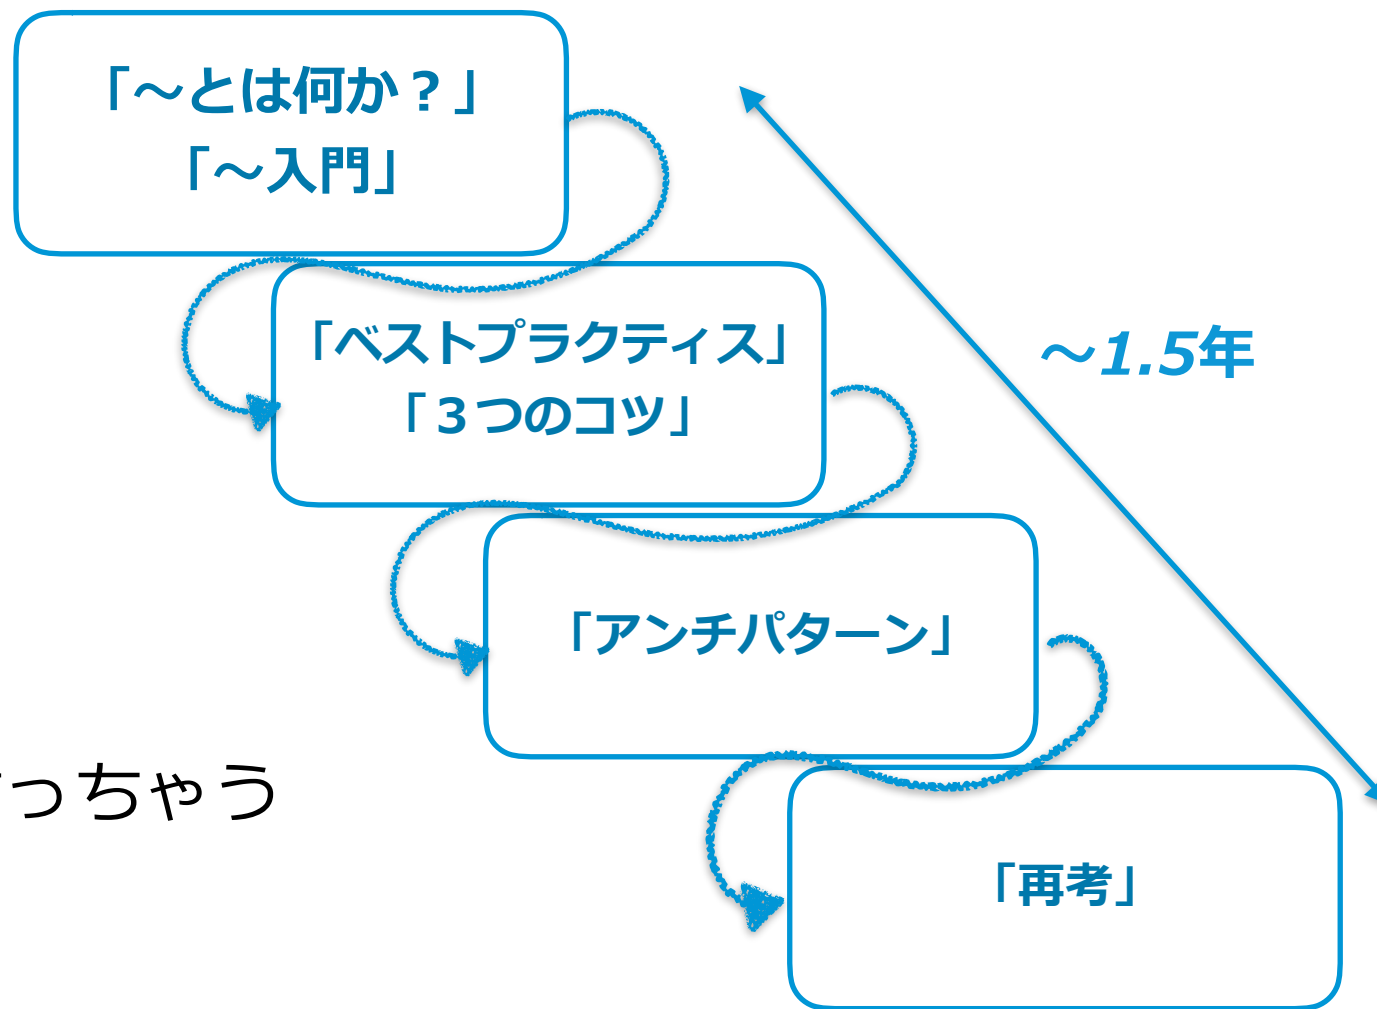 「〜とは何か？」
「〜入門」
「ベストプラクティス」
「３つのコツ」
〜1.5年
「アンチパターン」
っちゃう
「再考」